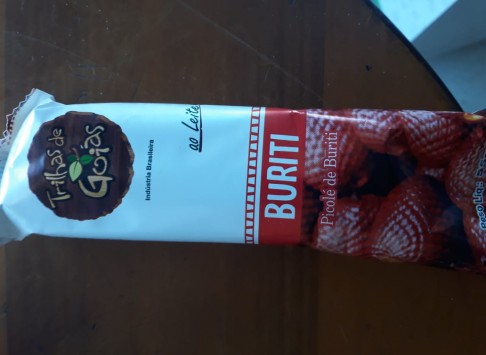 Trilhas de
Goiás
Indústria Brasileira
ao Leite
BURITI
Picolé de Buriti